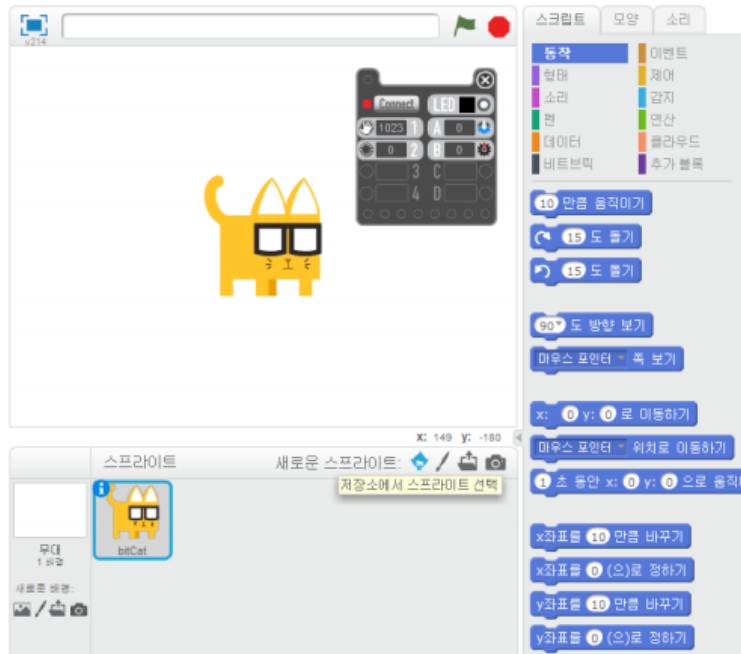 v214
Connect LED
1023 1 A 0
0 2 B 0
3 C
4 D
x: 149 y: -180
스프라이트 새로운 스프라이트:
저장소에서 스프라이트 선택
bitCat
무대
1 배경
새로운 배경:
스크립트 모양 소리
동작 이벤트
형태 제어
소리 감지
펜 연산
데이터 클라우드
비트브릭 추가 블록
10 만큼 움직이기
15 도 돌기
15 도 돌기
90 도 방향 보기
마우스 포인터 쪽 보기
x: 0 y: 0 로 이동하기
마우스 포인터 위치로 이동하기
1 초 동안 x: 0 y: 0 으로 움직이
x좌표를 10 만큼 바꾸기
x좌표를 0 (으)로 정하기
y좌표를 10 만큼 바꾸기
y좌표를 0 (으)로 정하기